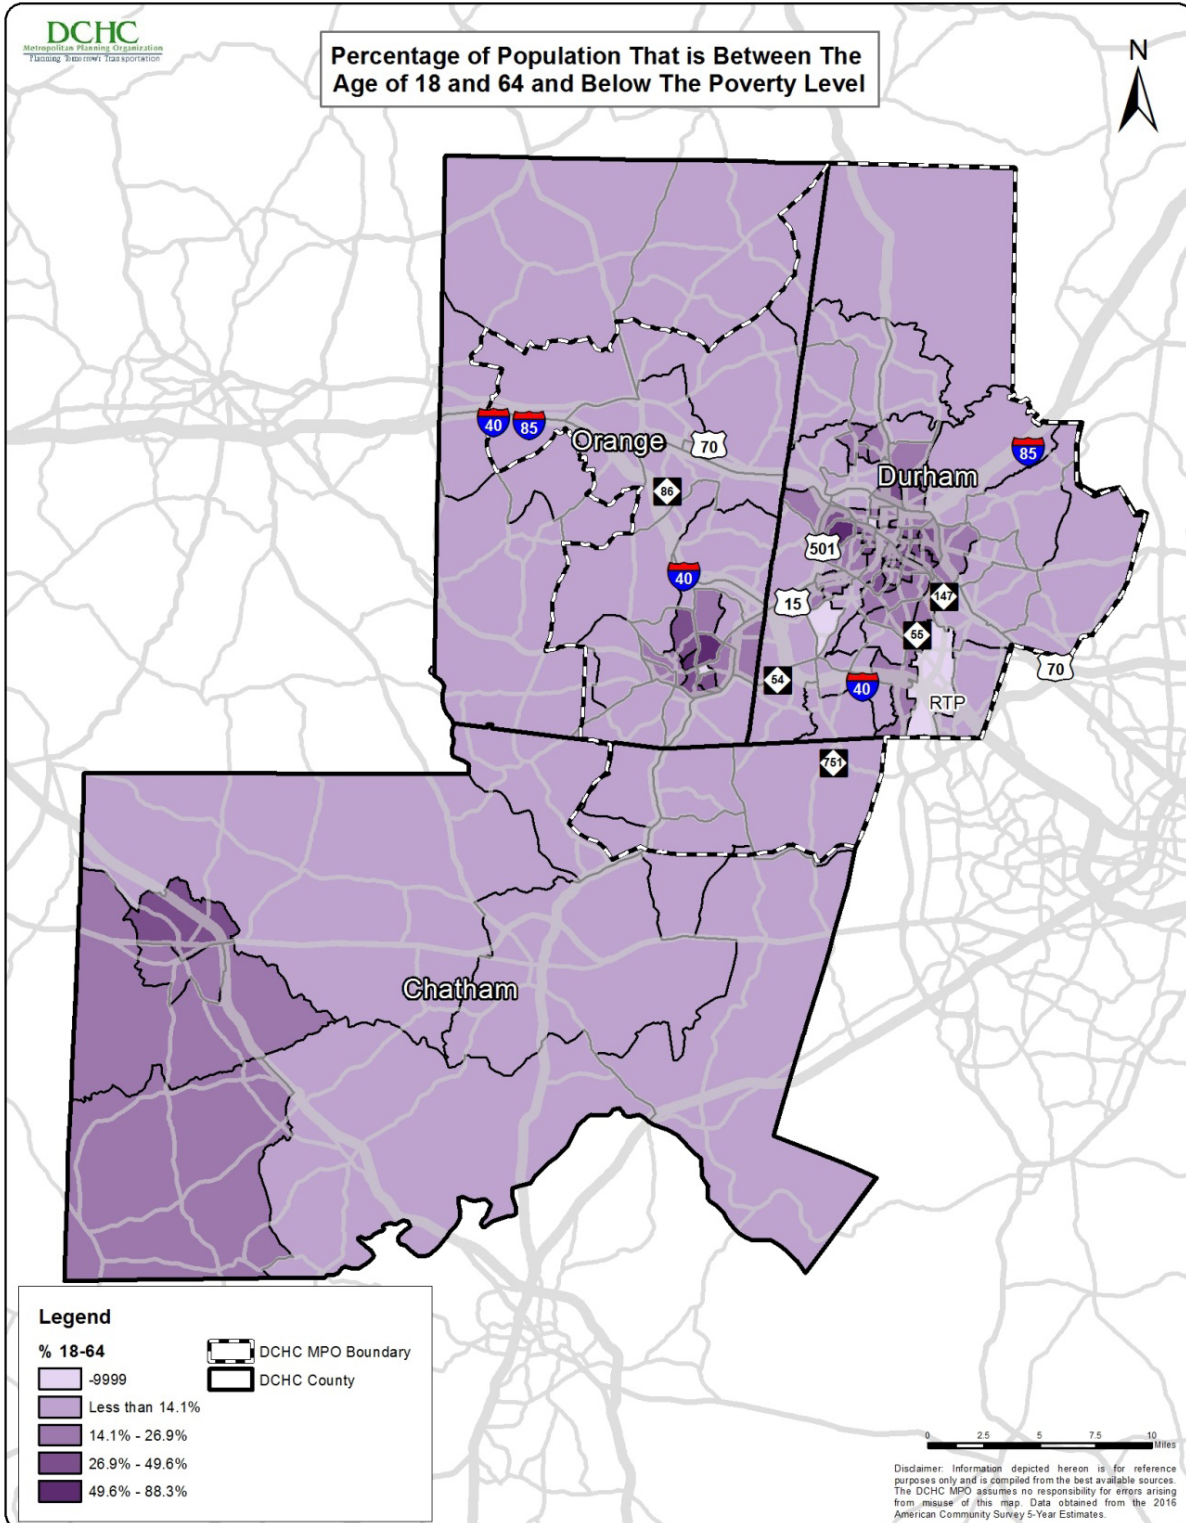 DCHC
Metropolitan Planning Organization
Planning Tomorrow's Transportation
Percentage of Population That is Between The
Age of 18 and 64 and Below The Poverty Level
N
40
85
Orange
70
86
Durham
85
501
40
15
147
55
70
54
40
RTP
751
Chatham
Legend
% 18-64
-9999
Less than 14.1%
14.1% - 26.9%
26.9% - 49.6%
49.6% - 88.3%
DCHC MPO Boundary
DCHC County
0 2.5 5 7.5 10
Miles
Disclaimer: Information depicted hereon is for reference
purposes only and is compiled from the best available sources.
The DCHC MPO assumes no responsibility for errors arising
from misuse of this map. Data obtained from the 2016
American Community Survey 5-Year Estimates.